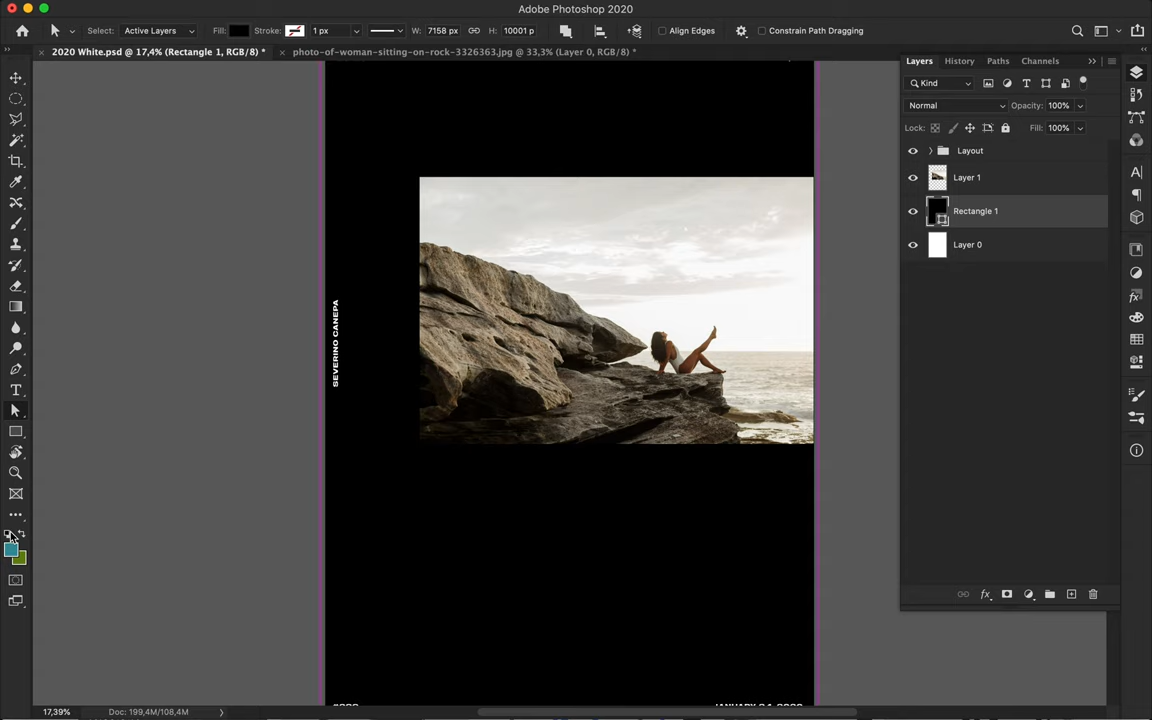 Adobe Photoshop 2020
Select: Active Layers Fill: Stroke: 1 px W: 7158 px H: 10001 p Align Edges Constrain Path Dragging
2020 White.psd @ 17,4% (Rectangle 1, RGB/8) * photo-of-woman-sitting-on-rock-3326363.jpg @ 33,3% (Layer 0, RGB/8) *
Layers History Paths Channels
Kind
Normal Opacity: 100%
Lock: Fill: 100%
Layout
Layer 1
Rectangle 1
Layer 0
SEVERINO CANEPA
17,39% Doc: 199,4M/108,4M